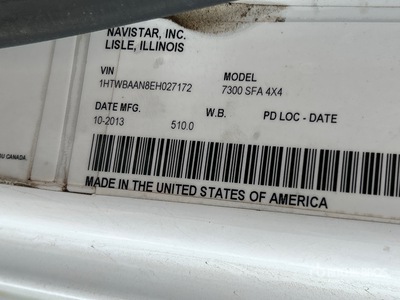 NAVISTAR, INC.
LISLE, ILLINOIS
VIN MODEL
1HTWBAAN8EH027172 7300 SFA 4X4
DATE MFG. W.B. PD LOC - DATE
10-2013 510.0
U CANADA.
MADE IN THE UNITED STATES OF AMERICA